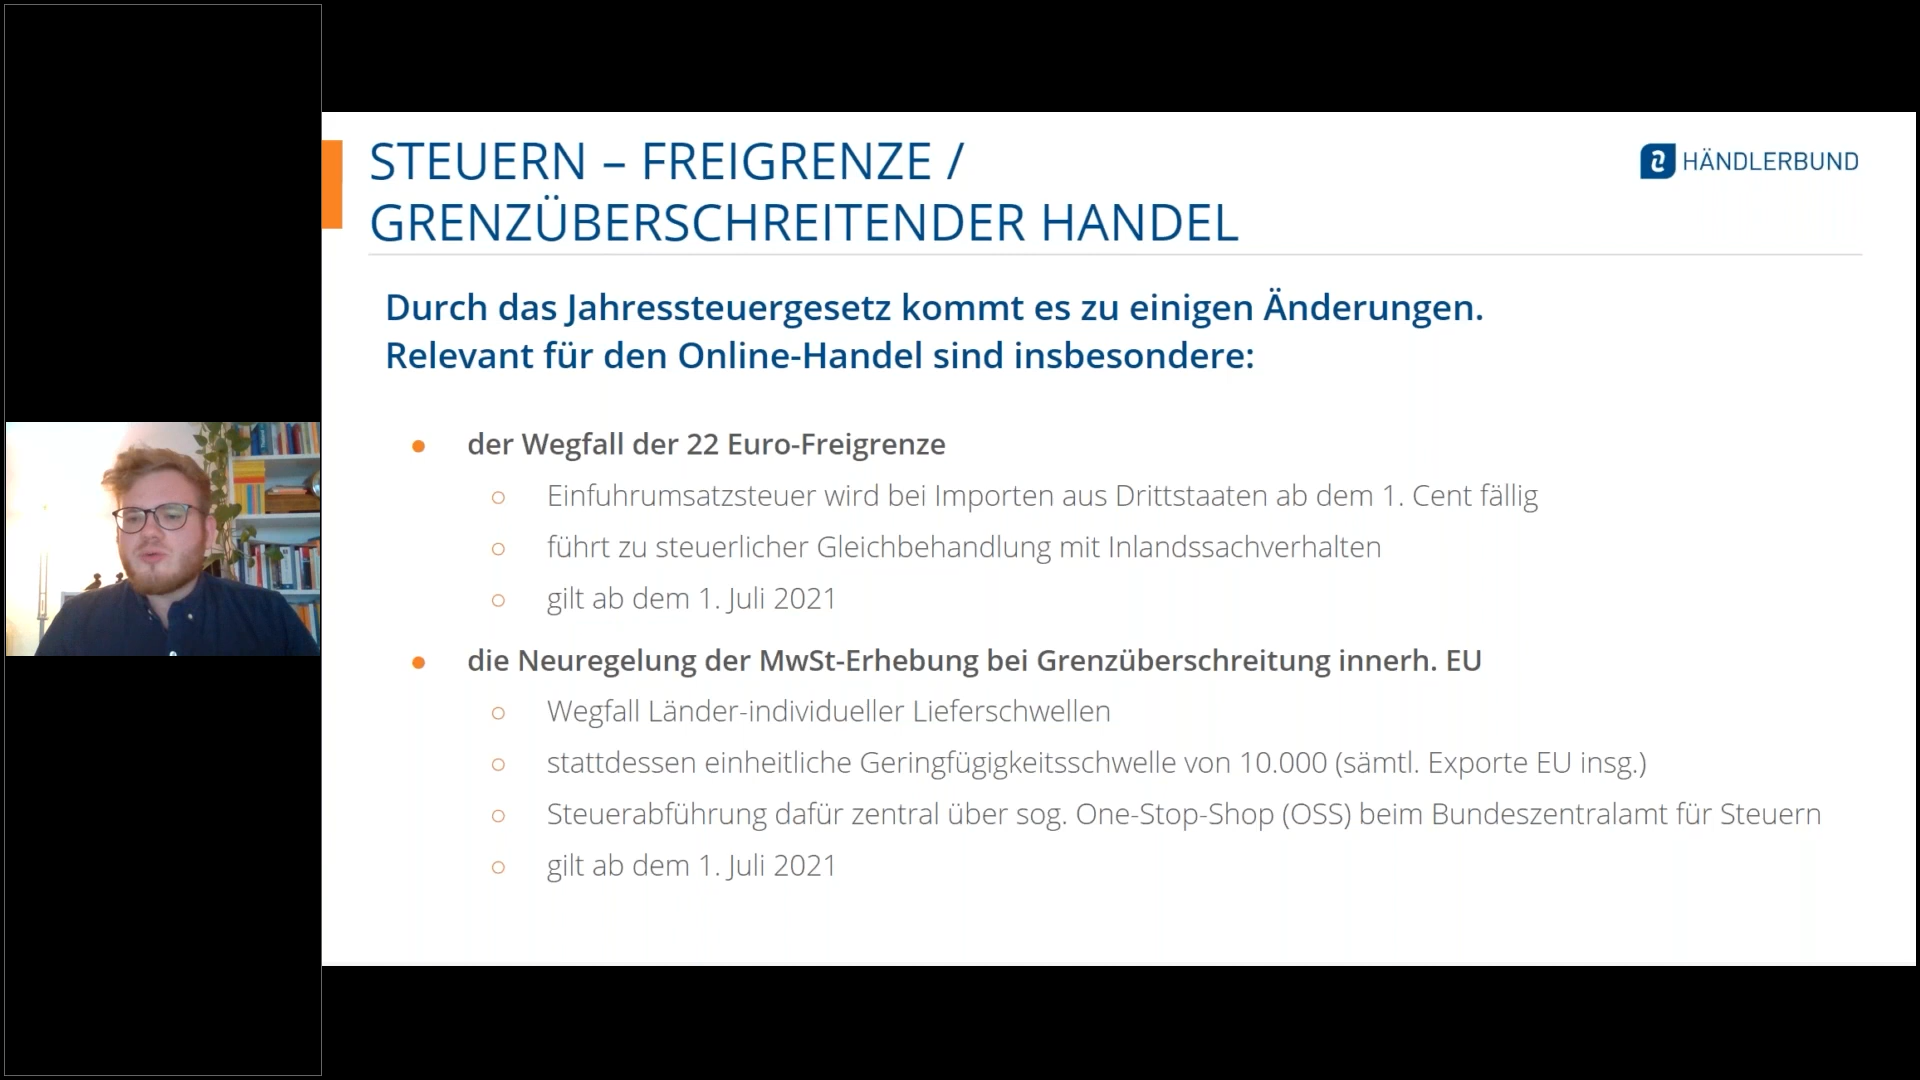 STEUERN – FREIGRENZE /
GRENZÜBERSCHREITENDER HANDEL
HÄNDLERBUND
Durch das Jahressteuergesetz kommt es zu einigen Änderungen.
Relevant für den Online-Handel sind insbesondere:
● der Wegfall der 22 Euro-Freigrenze
○ Einfuhrumsatzsteuer wird bei Importen aus Drittstaaten ab dem 1. Cent fällig
○ führt zu steuerlicher Gleichbehandlung mit Inlandssachverhalten
○ gilt ab dem 1. Juli 2021
● die Neuregelung der MwSt-Erhebung bei Grenzüberschreitung innerh. EU
○ Wegfall Länder-individueller Lieferschwellen
○ stattdessen einheitliche Geringfügigkeitsschwelle von 10.000 (sämtl. Exporte EU insg.)
○ Steuerabführung dafür zentral über sog. One-Stop-Shop (OSS) beim Bundeszentralamt für Steuern
○ gilt ab dem 1. Juli 2021